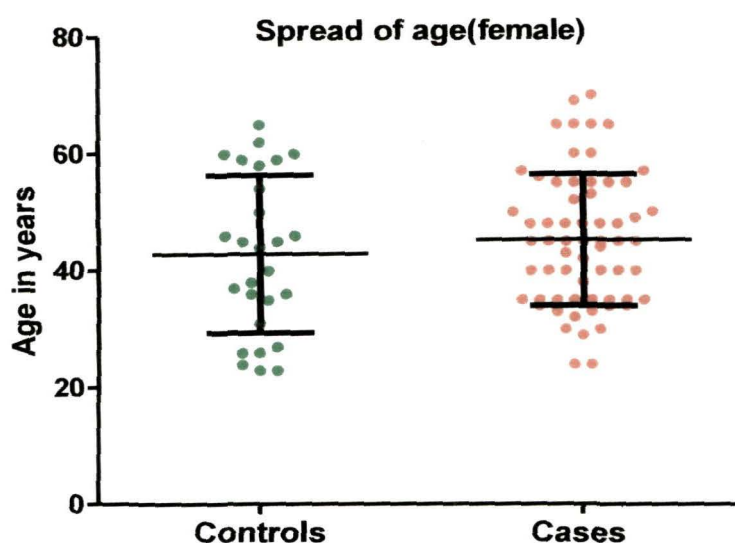 Spread of age(female)
80
60
40
20
0
Age in years
Controls
Cases